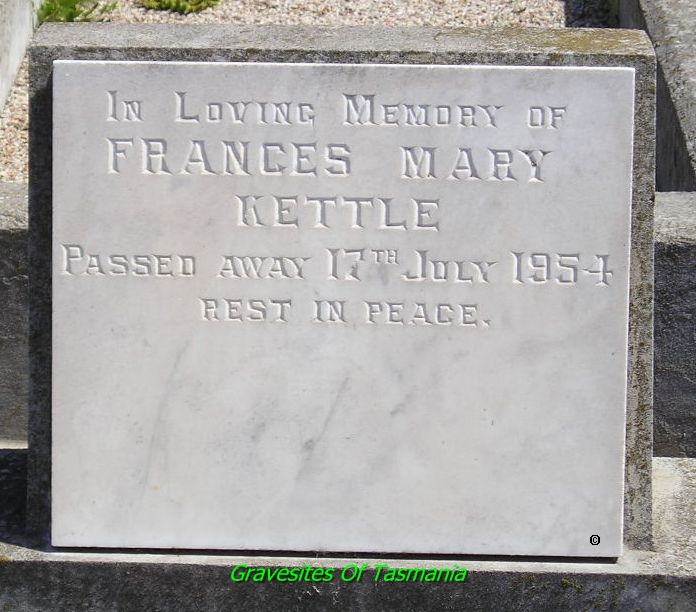 In Loving Memory of
FRANCES MARY
KETTLE
Passed away 17TH July 1954
REST IN PEACE.
©
Gravesites Of Tasmania